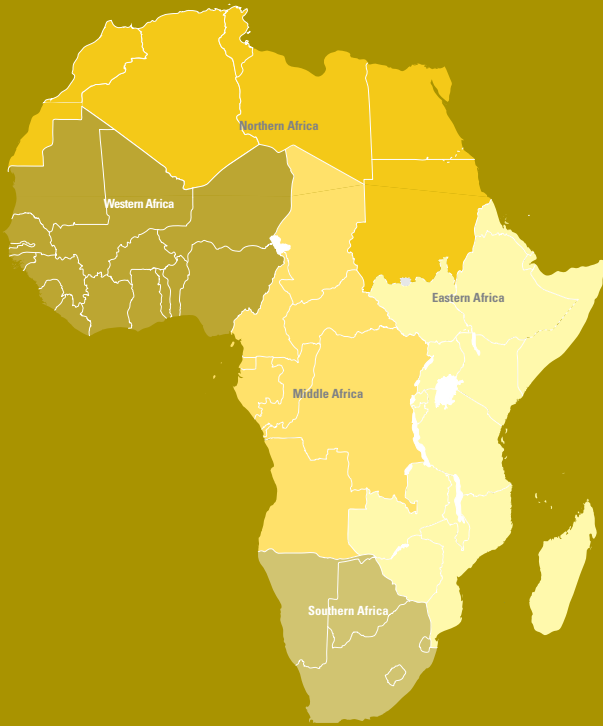 Northern Africa
Western Africa
Eastern Africa
Middle Africa
Southern Africa